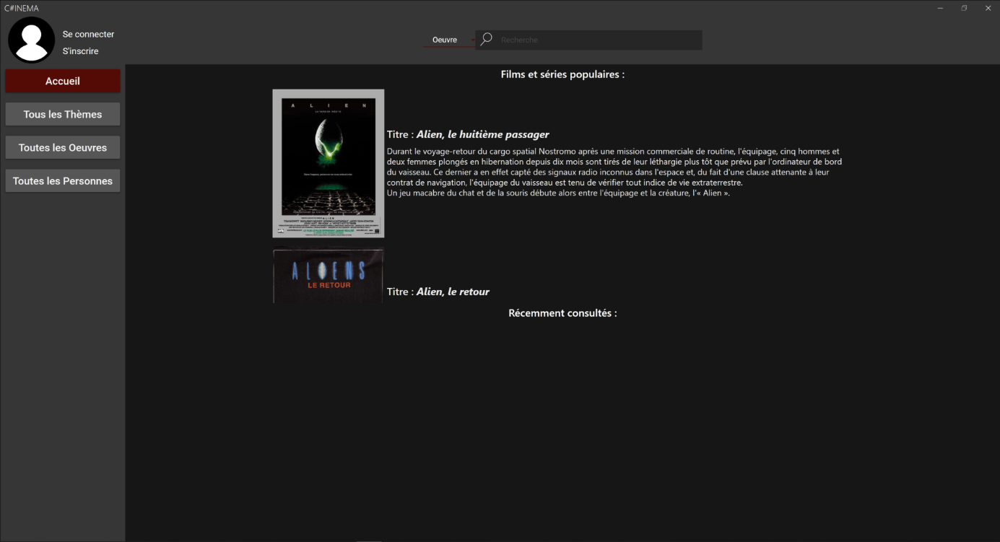 C#INEMA
Se connecter
S'inscrire
Oeuvre
Recherche
Accueil
Tous les Thèmes
Toutes les Oeuvres
Toutes les Personnes
Films et séries populaires :
A L I E N
Titre : Alien, le huitième passager
Durant le voyage-retour du cargo spatial Nostromo après une mission commerciale de routine, l'équipage, cinq hommes et
deux femmes plongés en hibernation depuis dix mois sont tirés de leur léthargie plus tôt que prévu par l'ordinateur de bord
du vaisseau. Ce dernier a en effet capté des signaux radio inconnus dans l'espace et, du fait d'une clause attenante à leur
contrat de navigation, l'équipage du vaisseau est tenu de vérifier tout indice de vie extraterrestre.
Un jeu macabre du chat et de la souris débute alors entre l'équipage et la créature, l'« Alien ».
ALIENS
LE RETOUR
Titre : Alien, le retour
Récemment consultés :